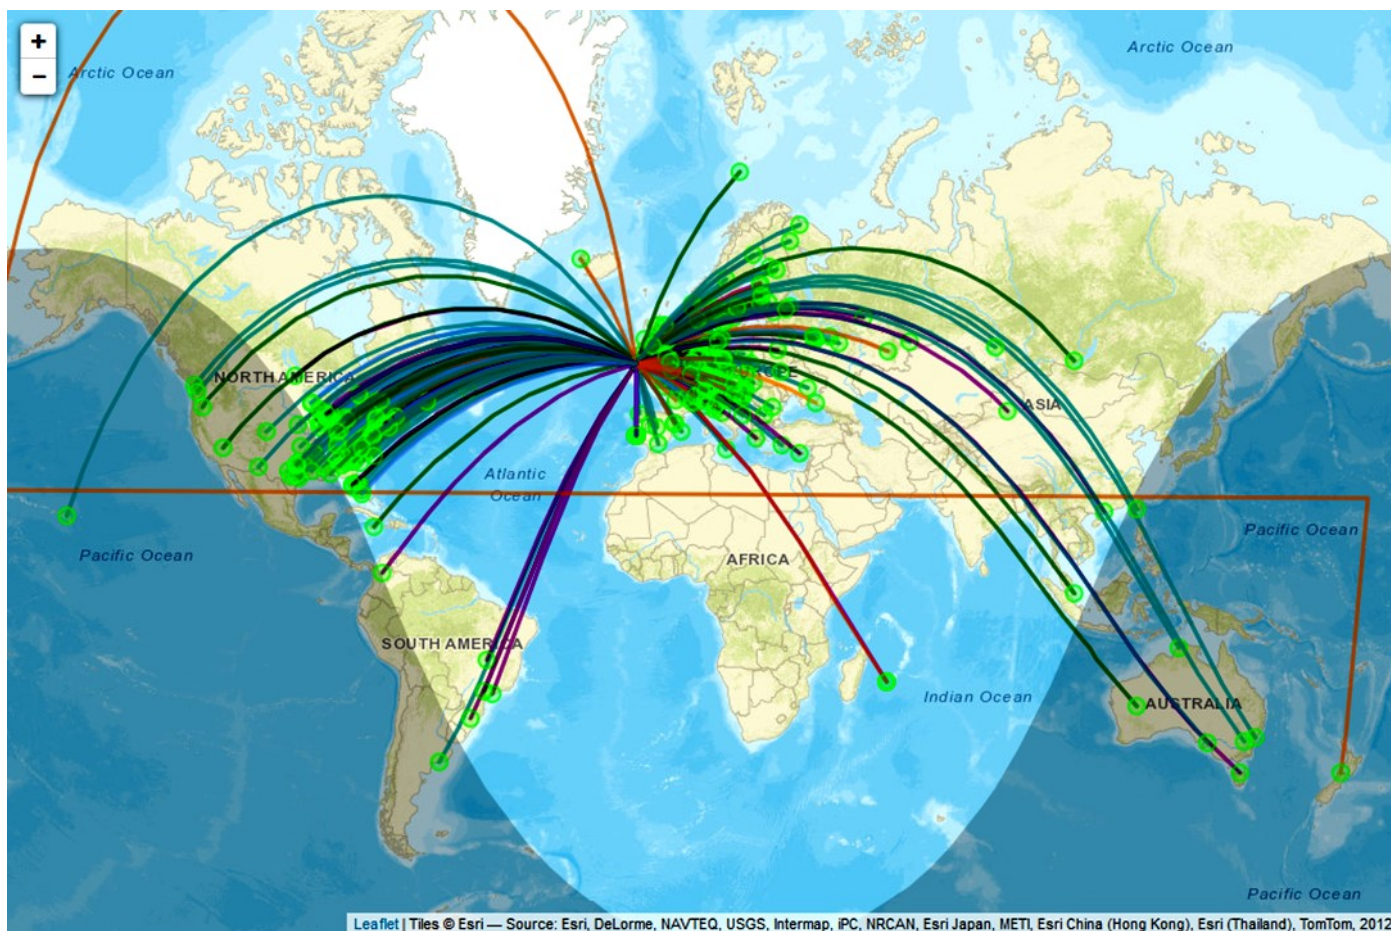 +
−
Arctic Ocean
Arctic Ocean
NORTH AMERICA
EUROPE
ASIA
Atlantic
Ocean
Pacific Ocean
Pacific Ocean
AFRICA
SOUTH AMERICA
Indian Ocean
AUSTRALIA
Pacific Ocean
Leaflet | Tiles © Esri — Source: Esri, DeLorme, NAVTEQ, USGS, Intermap, iPC, NRCAN, Esri Japan, METI, Esri China (Hong Kong), Esri (Thailand), TomTom, 2012